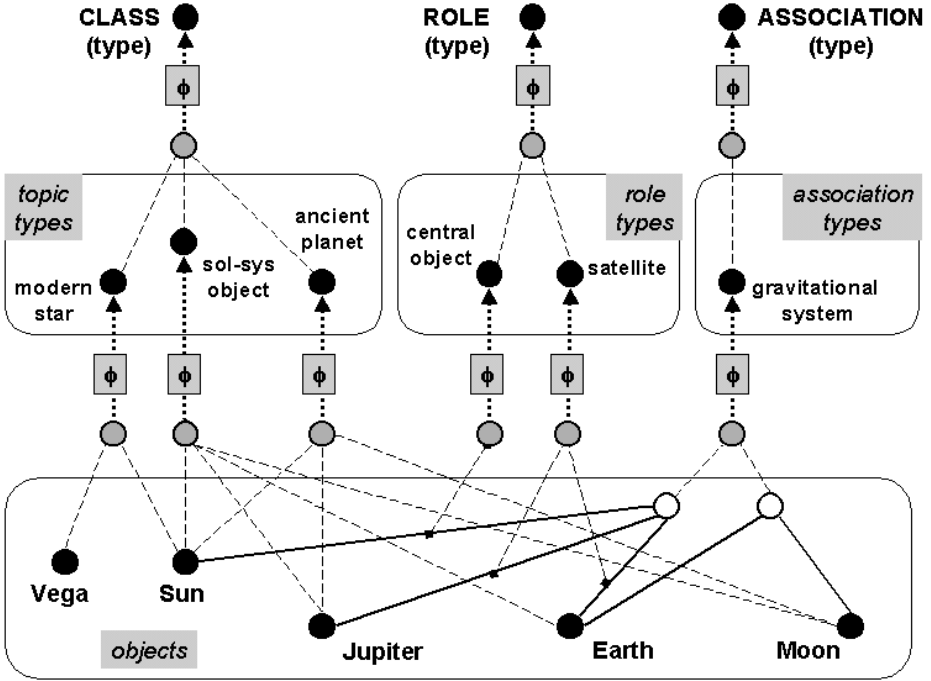 CLASS
(type)
ROLE
(type)
ASSOCIATION
(type)
ϕ
ϕ
ϕ
topic
types
ancient
planet
modern
star
sol-sys
object
role
types
central
object
satellite
association
types
gravitational
system
ϕ
ϕ
ϕ
ϕ
ϕ
ϕ
Vega
Sun
objects
Jupiter
Earth
Moon